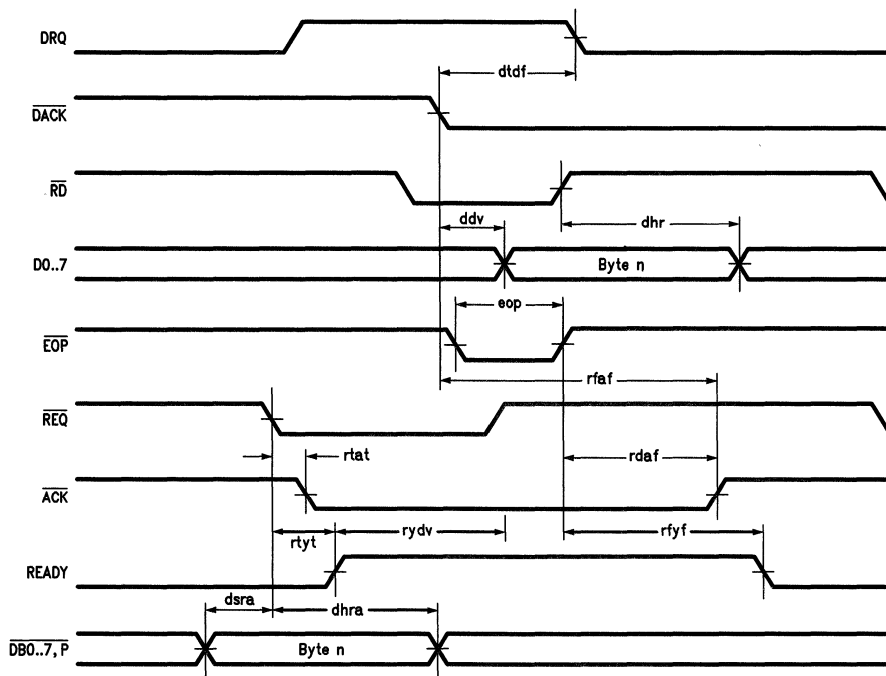 DRQ
dtdf
DACK
RD
ddv
dhr
D0..7
Byte n
eop
EOP
rfaf
REQ
rtat
rdaf
ACK
rtyt
rydv
rfyf
READY
dsra
dhra
DB0..7, P
Byte n